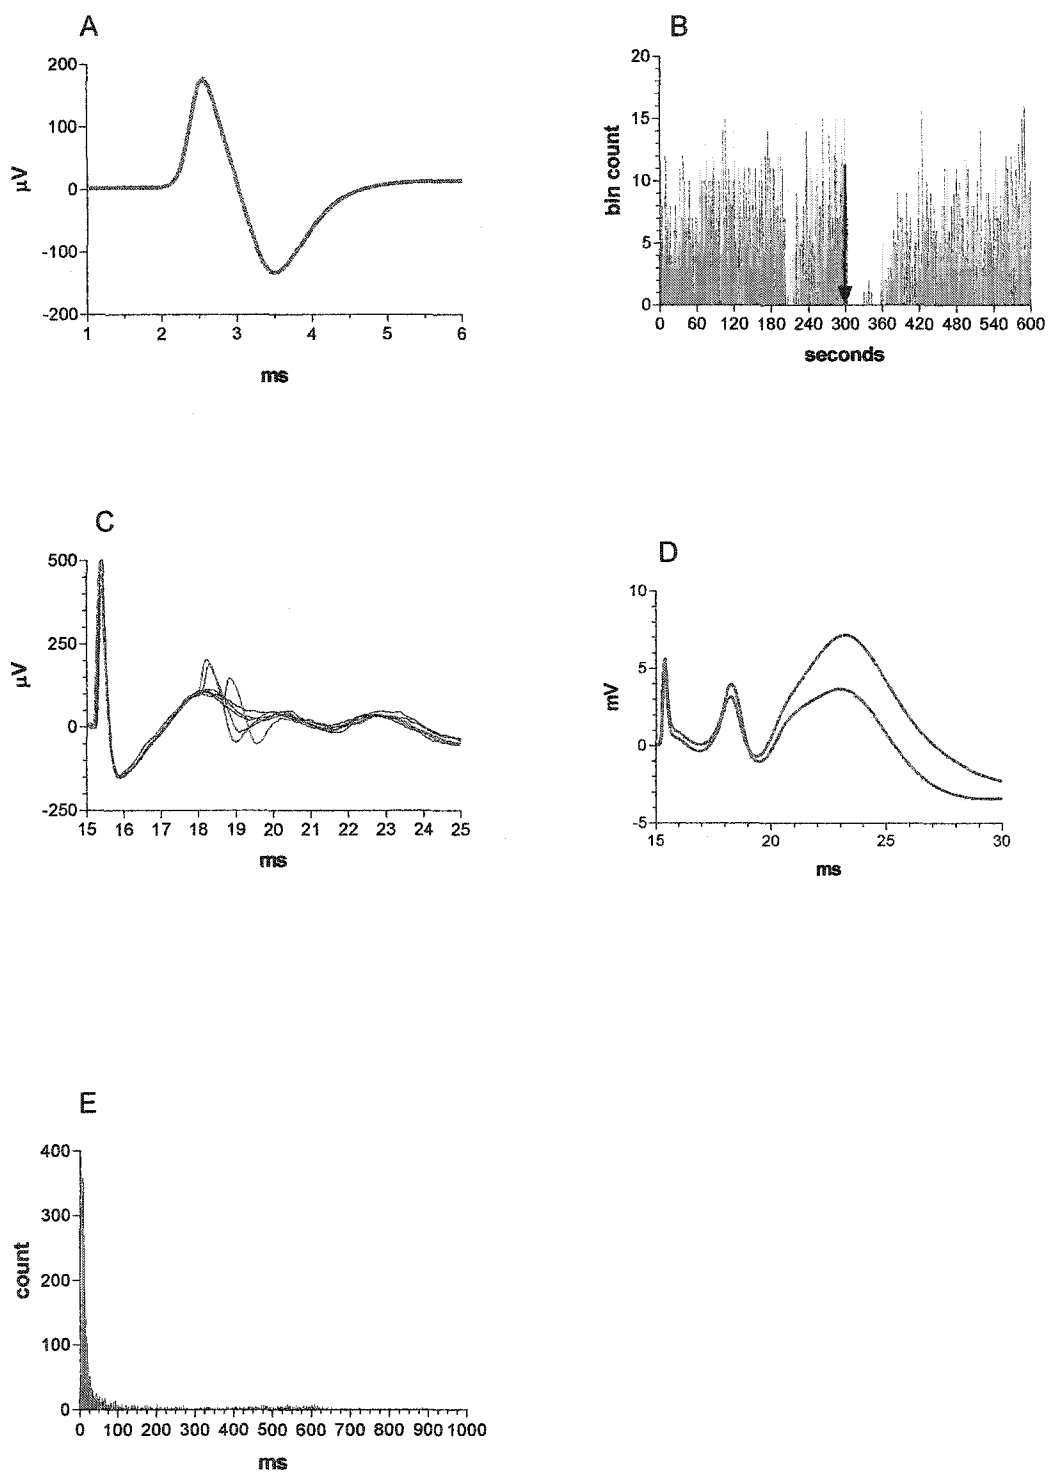 A
200
100
0
-100
-200
µV
1 2 3 4 5 6
ms
B
20
15
10
5
0
bin count
0 60 120 180 240 300 360 420 480 540 600
seconds
C
500
250
0
-250
µV
15 16 17 18 19 20 21 22 23 24 25
ms
D
10
5
0
-5
mV
15 20 25 30
ms
E
400
300
200
100
0
count
0 100 200 300 400 500 600 700 800 900 1000
ms